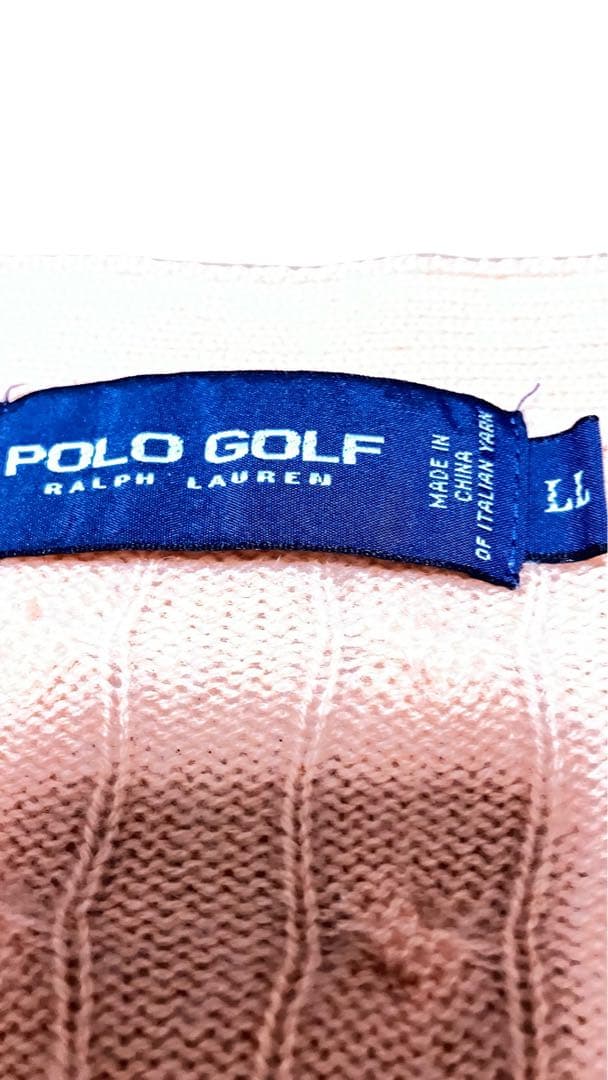 POLO GOLF
RALPH LAUREN
MADE IN
CHINA
OF ITALIAN YARN
LL